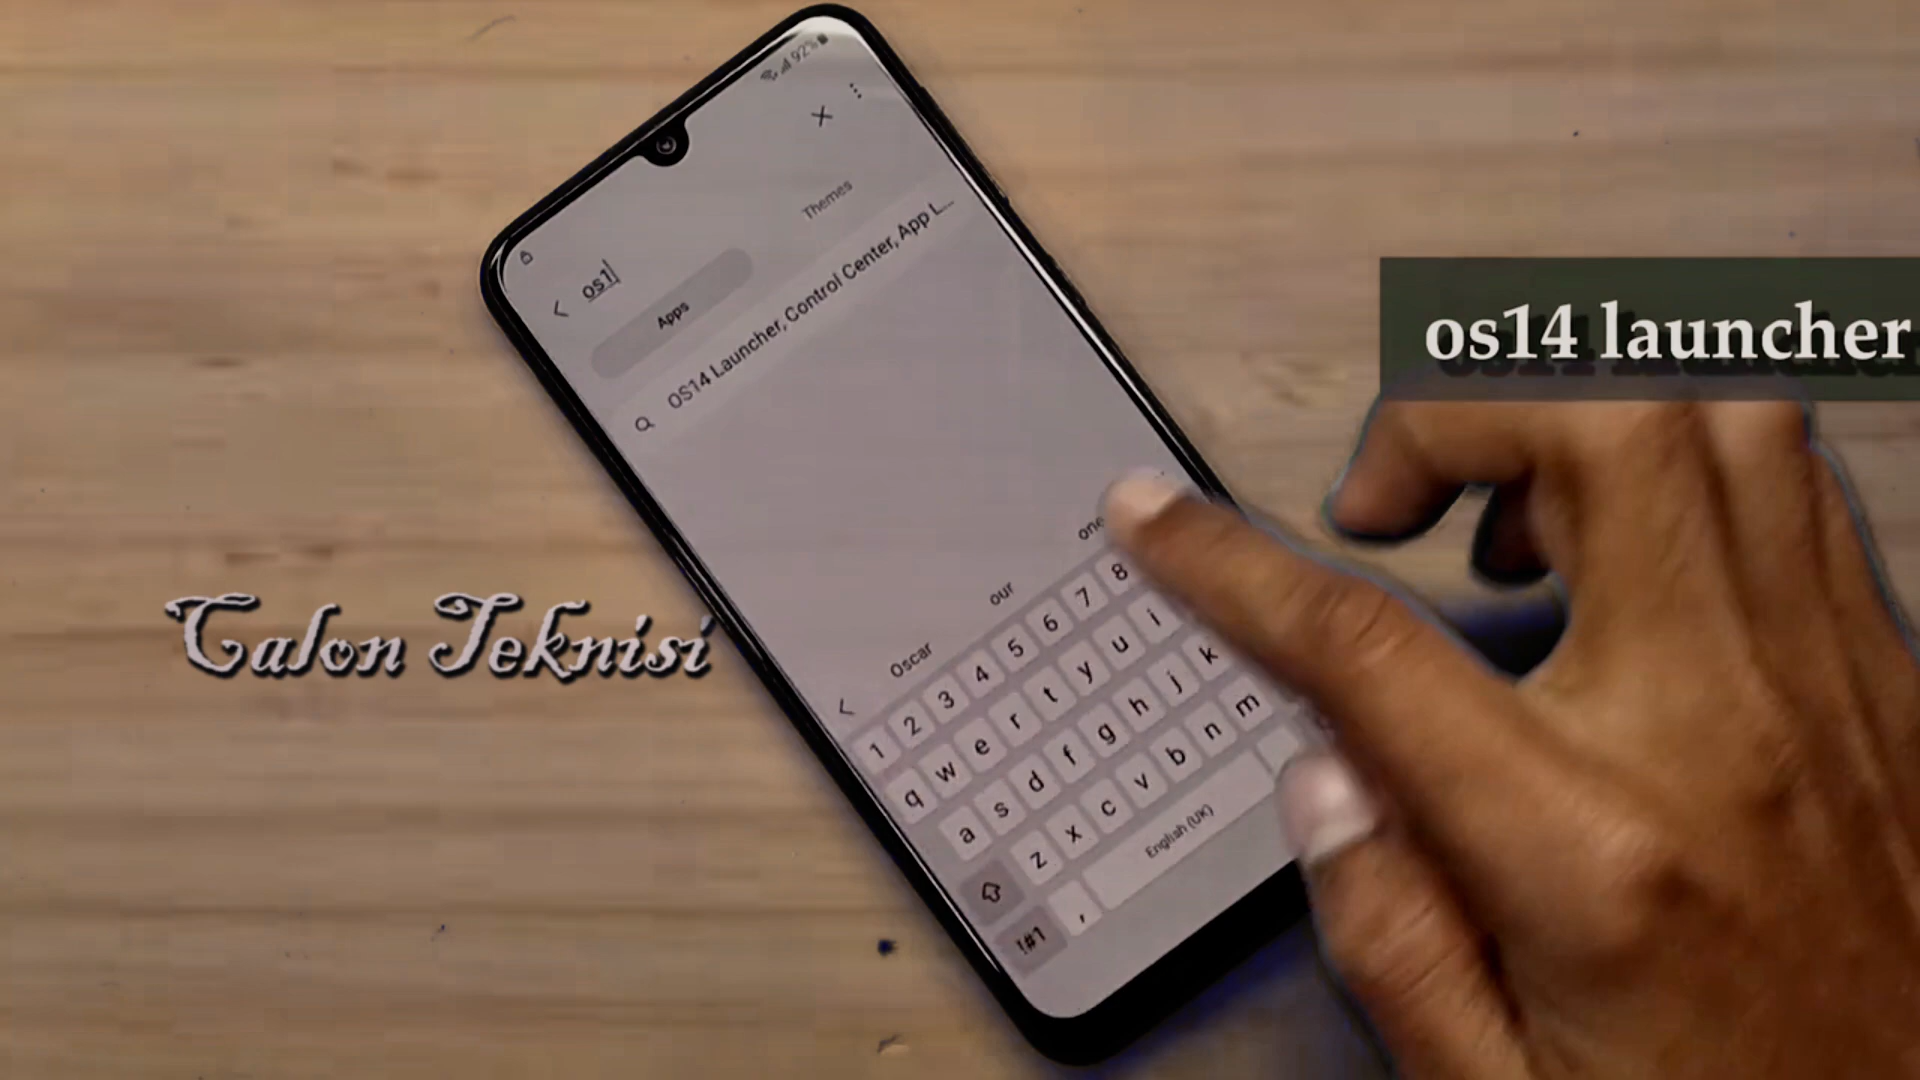 92%
os1
Apps
Themes
OS14 Launcher, Control Center, App L...
os14 launcher
Calon Teknisi
Oscar
our
one
1 2 3 4 5 6 7 8
q w e r t y u i
a s d f g h j k
z x c v b n m
!#1 , English (UK)